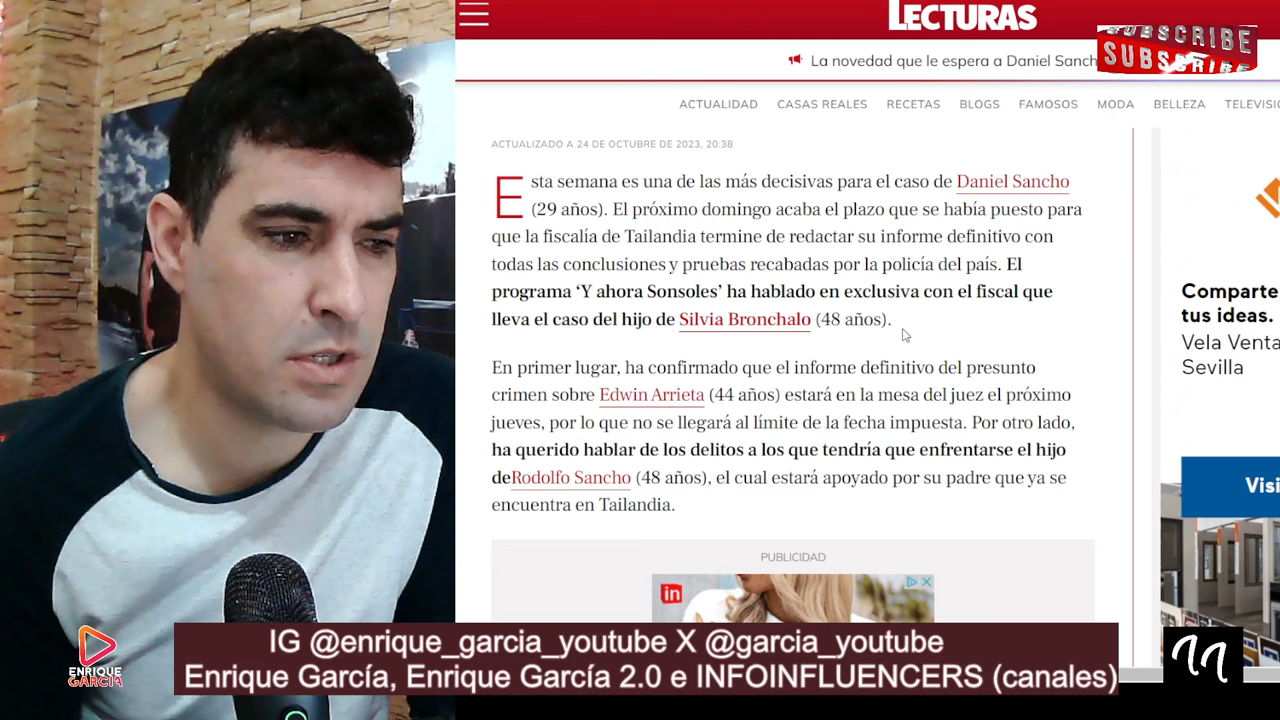 LECTURAS
SUBSCRIBE
SUBSCRIBE
La novedad que le espera a Daniel Sanch
ACTUALIDAD CASAS REALES RECETAS BLOGS FAMOSOS MODA BELLEZA TELEVISI
ACTUALIZADO A 24 DE OCTUBRE DE 2023, 20:38
Esta semana es una de las más decisivas para el caso de Daniel Sancho
(29 años). El próximo domingo acaba el plazo que se había puesto para
que la fiscalía de Tailandia termine de redactar su informe definitivo con
todas las conclusiones y pruebas recabadas por la policía del país. El
programa ‘Y ahora Sonsoles’ ha hablado en exclusiva con el fiscal que
lleva el caso del hijo de Silvia Bronchalo (48 años).
En primer lugar, ha confirmado que el informe definitivo del presunto
crimen sobre Edwin Arrieta (44 años) estará en la mesa del juez el próximo
jueves, por lo que no se llegará al límite de la fecha impuesta. Por otro lado,
ha querido hablar de los delitos a los que tendría que enfrentarse el hijo
deRodolfo Sancho (48 años), el cual estará apoyado por su padre que ya se
encuentra en Tailandia.
PUBLICIDAD
in
Comparte
tus ideas.
Vela Venta
Sevilla
Visi
IG @enrique_garcia_youtube X @garcia_youtube
Enrique García, Enrique García 2.0 e INFOINFLUENCERS (canales)
ENRIQUE
GARCÍA